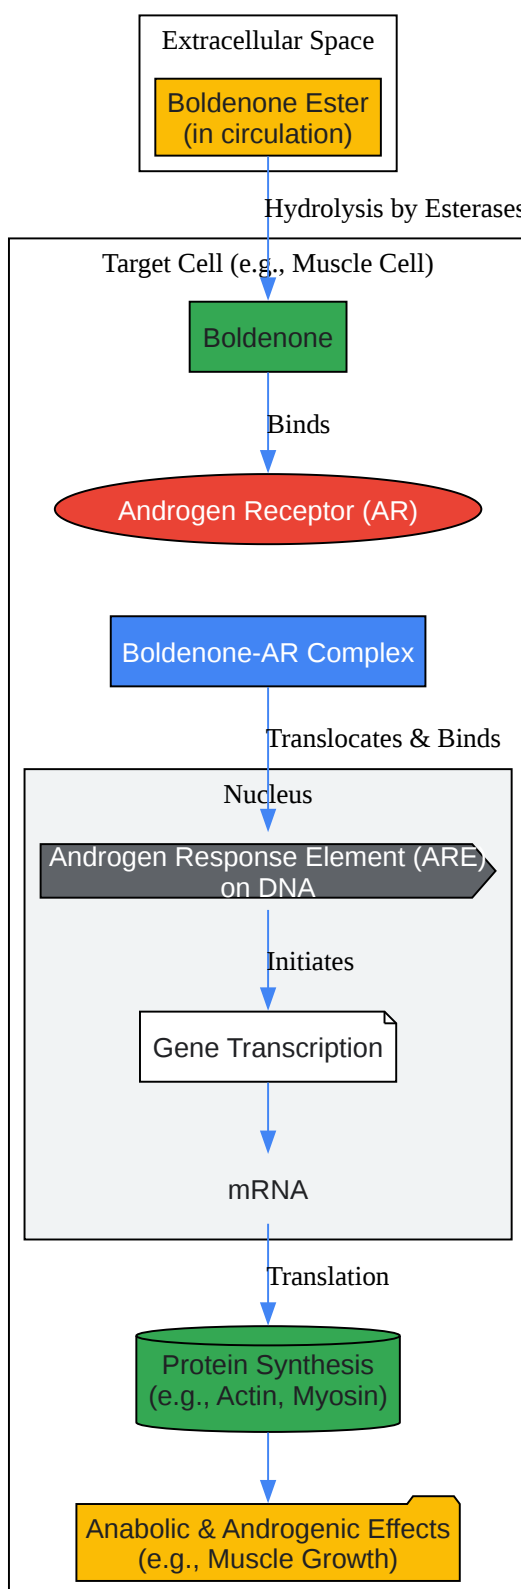 Extracellular Space
Boldenone Ester
(in circulation)
Hydrolysis by Esterases
Target Cell (e.g., Muscle Cell)
Boldenone
Binds
Androgen Receptor (AR)
Boldenone-AR Complex
Translocates & Binds
Nucleus
Androgen Response Element (ARE)
on DNA
Initiates
Gene Transcription
mRNA
Translation
Protein Synthesis
(e.g., Actin, Myosin)
Anabolic & Androgenic Effects
(e.g., Muscle Growth)